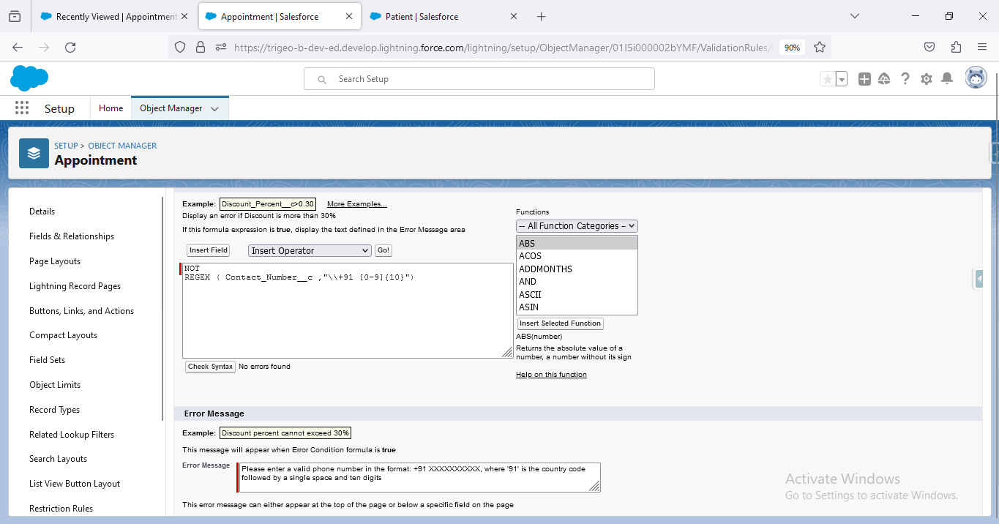 Recently Viewed | Appointment
Appointment | Salesforce
Patient | Salesforce
https://trigeo-b-dev-ed.develop.lightning.force.com/lightning/setup/ObjectManager/01I5i000002bYMF/ValidationRules/
90%
Search Setup
Setup
Home
Object Manager
SETUP > OBJECT MANAGER
Appointment
Details
Fields & Relationships
Page Layouts
Lightning Record Pages
Buttons, Links, and Actions
Compact Layouts
Field Sets
Object Limits
Record Types
Related Lookup Filters
Search Layouts
List View Button Layout
Restriction Rules
Example: Discount_Percent__c>0.30 More Examples...
Display an error if Discount is more than 30%
If this formula expression is true, display the text defined in the Error Message area
Insert Field Insert Operator Go!
NOT
REGEX ( Contact_Number__c ,"\\+91 [0-9]{10}")
Check Syntax No errors found
Functions
-- All Function Categories --
ABS
ACOS
ADDMONTHS
AND
ASCII
ASIN
Insert Selected Function
ABS(number)
Returns the absolute value of a
number, a number without its sign
Help on this function
Error Message
Example: Discount percent cannot exceed 30%
This message will appear when Error Condition formula is true
Error Message
Please enter a valid phone number in the format: +91 XXXXXXXXXX, where '91' is the country code
followed by a single space and ten digits
This error message can either appear at the top of the page or below a specific field on the page
Activate Windows
Go to Settings to activate Windows.